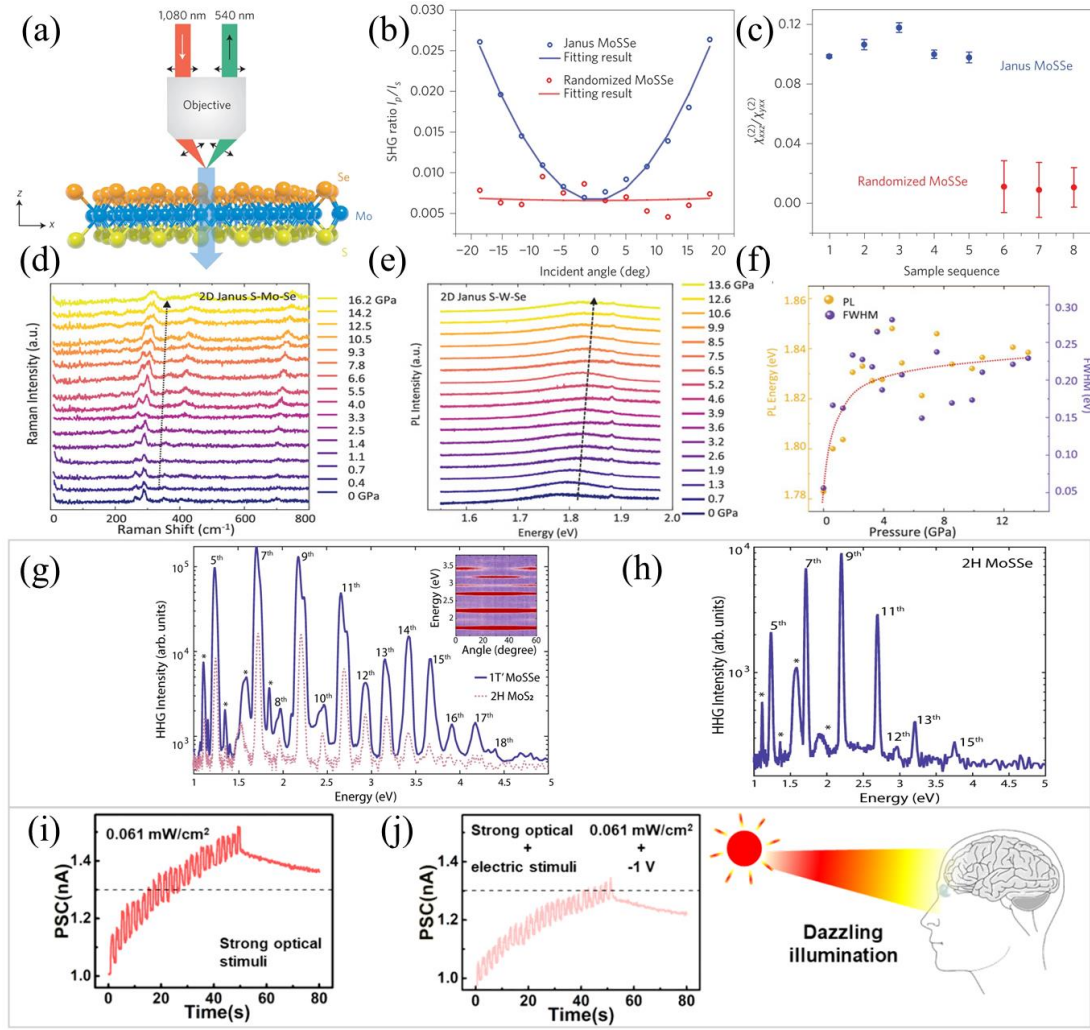 (a)
1,080 nm
540 nm
Objective
Se
Mo
S
z
x
(b)
SHG ratio Ip/Is
0.030
0.025
0.020
0.015
0.010
0.005
Janus MoSSe
Fitting result
Randomized MoSSe
Fitting result
−20 −15 −10 −5 0 5 10 15 20
Incident angle (deg)
(c)
χxxz(2)/χyxx(2)
0.12
0.08
0.04
0.00
Janus MoSSe
Randomized MoSSe
1 2 3 4 5 6 7 8
Sample sequence
(d)
2D Janus S-Mo-Se
Raman Intensity (a.u.)
16.2 GPa
14.2
12.5
10.5
9.3
7.8
6.6
5.5
4.0
3.3
2.5
1.4
1.1
0.7
0.4
0 GPa
0 200 400 600 800
Raman Shift (cm-1)
(e)
2D Janus S-W-Se
PL Intensity (a.u.)
13.6 GPa
12.6
10.6
9.9
8.5
7.5
6.5
5.2
4.6
3.9
3.6
3.2
2.6
1.9
1.3
0.7
0 GPa
1.6 1.7 1.8 1.9 2.0
Energy (eV)
(f)
PL Energy (eV)
1.86
1.84
1.82
1.80
1.78
PL
FWHM
0.30
0.25
0.20
0.15
0.10
0.05
FWHM (eV)
0 4 8 12
Pressure (GPa)
(g)
HHG Intensity (arb. units)
10^5
10^4
10^3
*
5th
*
*
7th
*
8th
9th
10th
11th
12th
13th
14th
15th
16th
17th
18th
Energy (eV)
3.5
3
2.5
2
0 20 40 60
Angle (degree)
1T' MoSSe
2H MoS₂
1 1.5 2 2.5 3 3.5 4 4.5 5
Energy (eV)
(h)
2H MoSSe
HHG Intensity (arb. units)
10^4
10^3
*
5th
*
*
7th
*
9th
11th
12th
13th
15th
1 1.5 2 2.5 3 3.5 4 4.5 5
Energy (eV)
(i)
0.061 mW/cm²
PSC(nA)
1.4
1.2
1.0
Strong optical
stimuli
0 20 40 60 80
Time(s)
(j)
Strong optical
+
electric stimuli
0.061 mW/cm²
+
-1 V
PSC(nA)
1.4
1.2
1.0
0 20 40 60 80
Time(s)
Dazzling
illumination